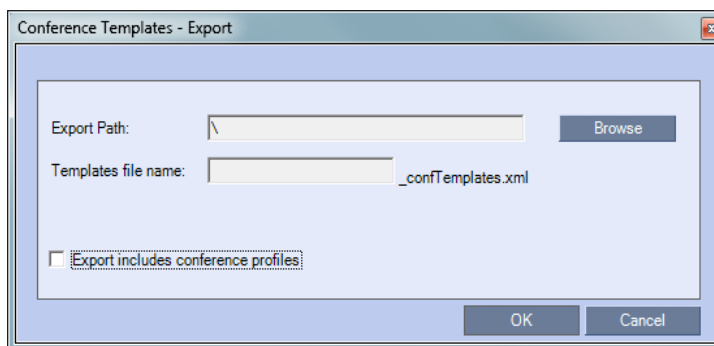 Conference Templates - Export
Export Path: \ Browse
Templates file name: _confTemplates.xml
Export includes conference profiles
OK Cancel